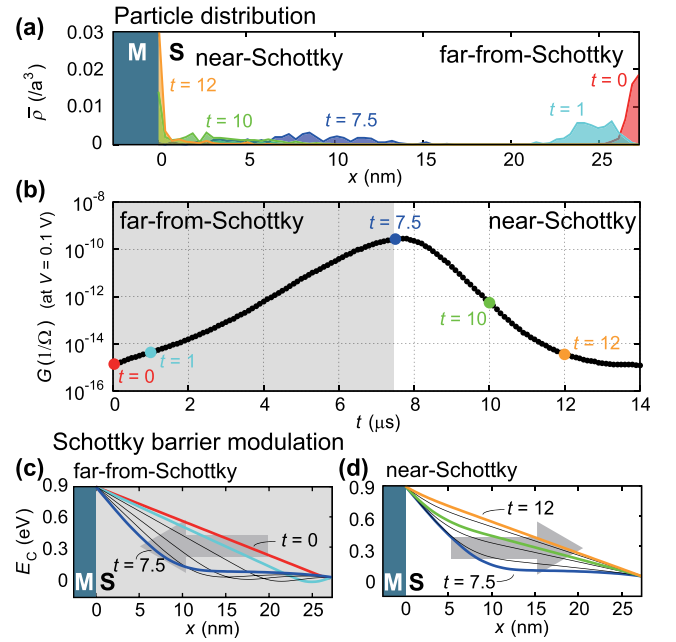 Particle distribution
(a)
0.03
0.02
0.01
0
ρ̅ (/a³)
M S near-Schottky far-from-Schottky
t = 12
t = 10
t = 7.5
t = 1
t = 0
0 5 10 15 20 25
x (nm)
(b)
10⁻⁸
10⁻¹⁰
10⁻¹²
10⁻¹⁴
10⁻¹⁶
G (1/Ω) (at V = 0.1 V)
far-from-Schottky near-Schottky
t = 7.5
t = 10
t = 12
t = 1
t = 0
0 2 4 6 8 10 12 14
t (μs)
Schottky barrier modulation
(c) far-from-Schottky
0.9
0.6
0.3
0
E_C (eV)
t = 0
t = 7.5
M S
0 5 10 15 20 25
x (nm)
(d) near-Schottky
0.9
0.6
0.3
0
t = 12
t = 7.5
M S
0 5 10 15 20 25
x (nm)